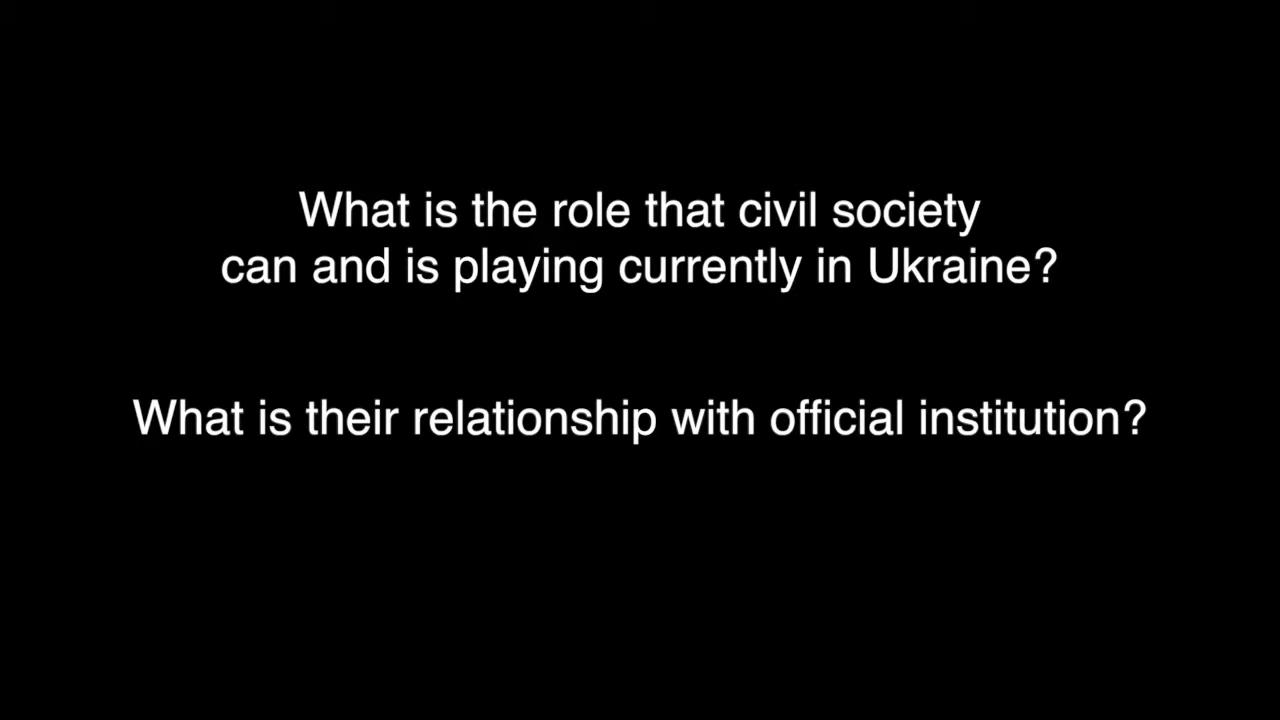 What is the role that civil society
can and is playing currently in Ukraine?
What is their relationship with official institution?